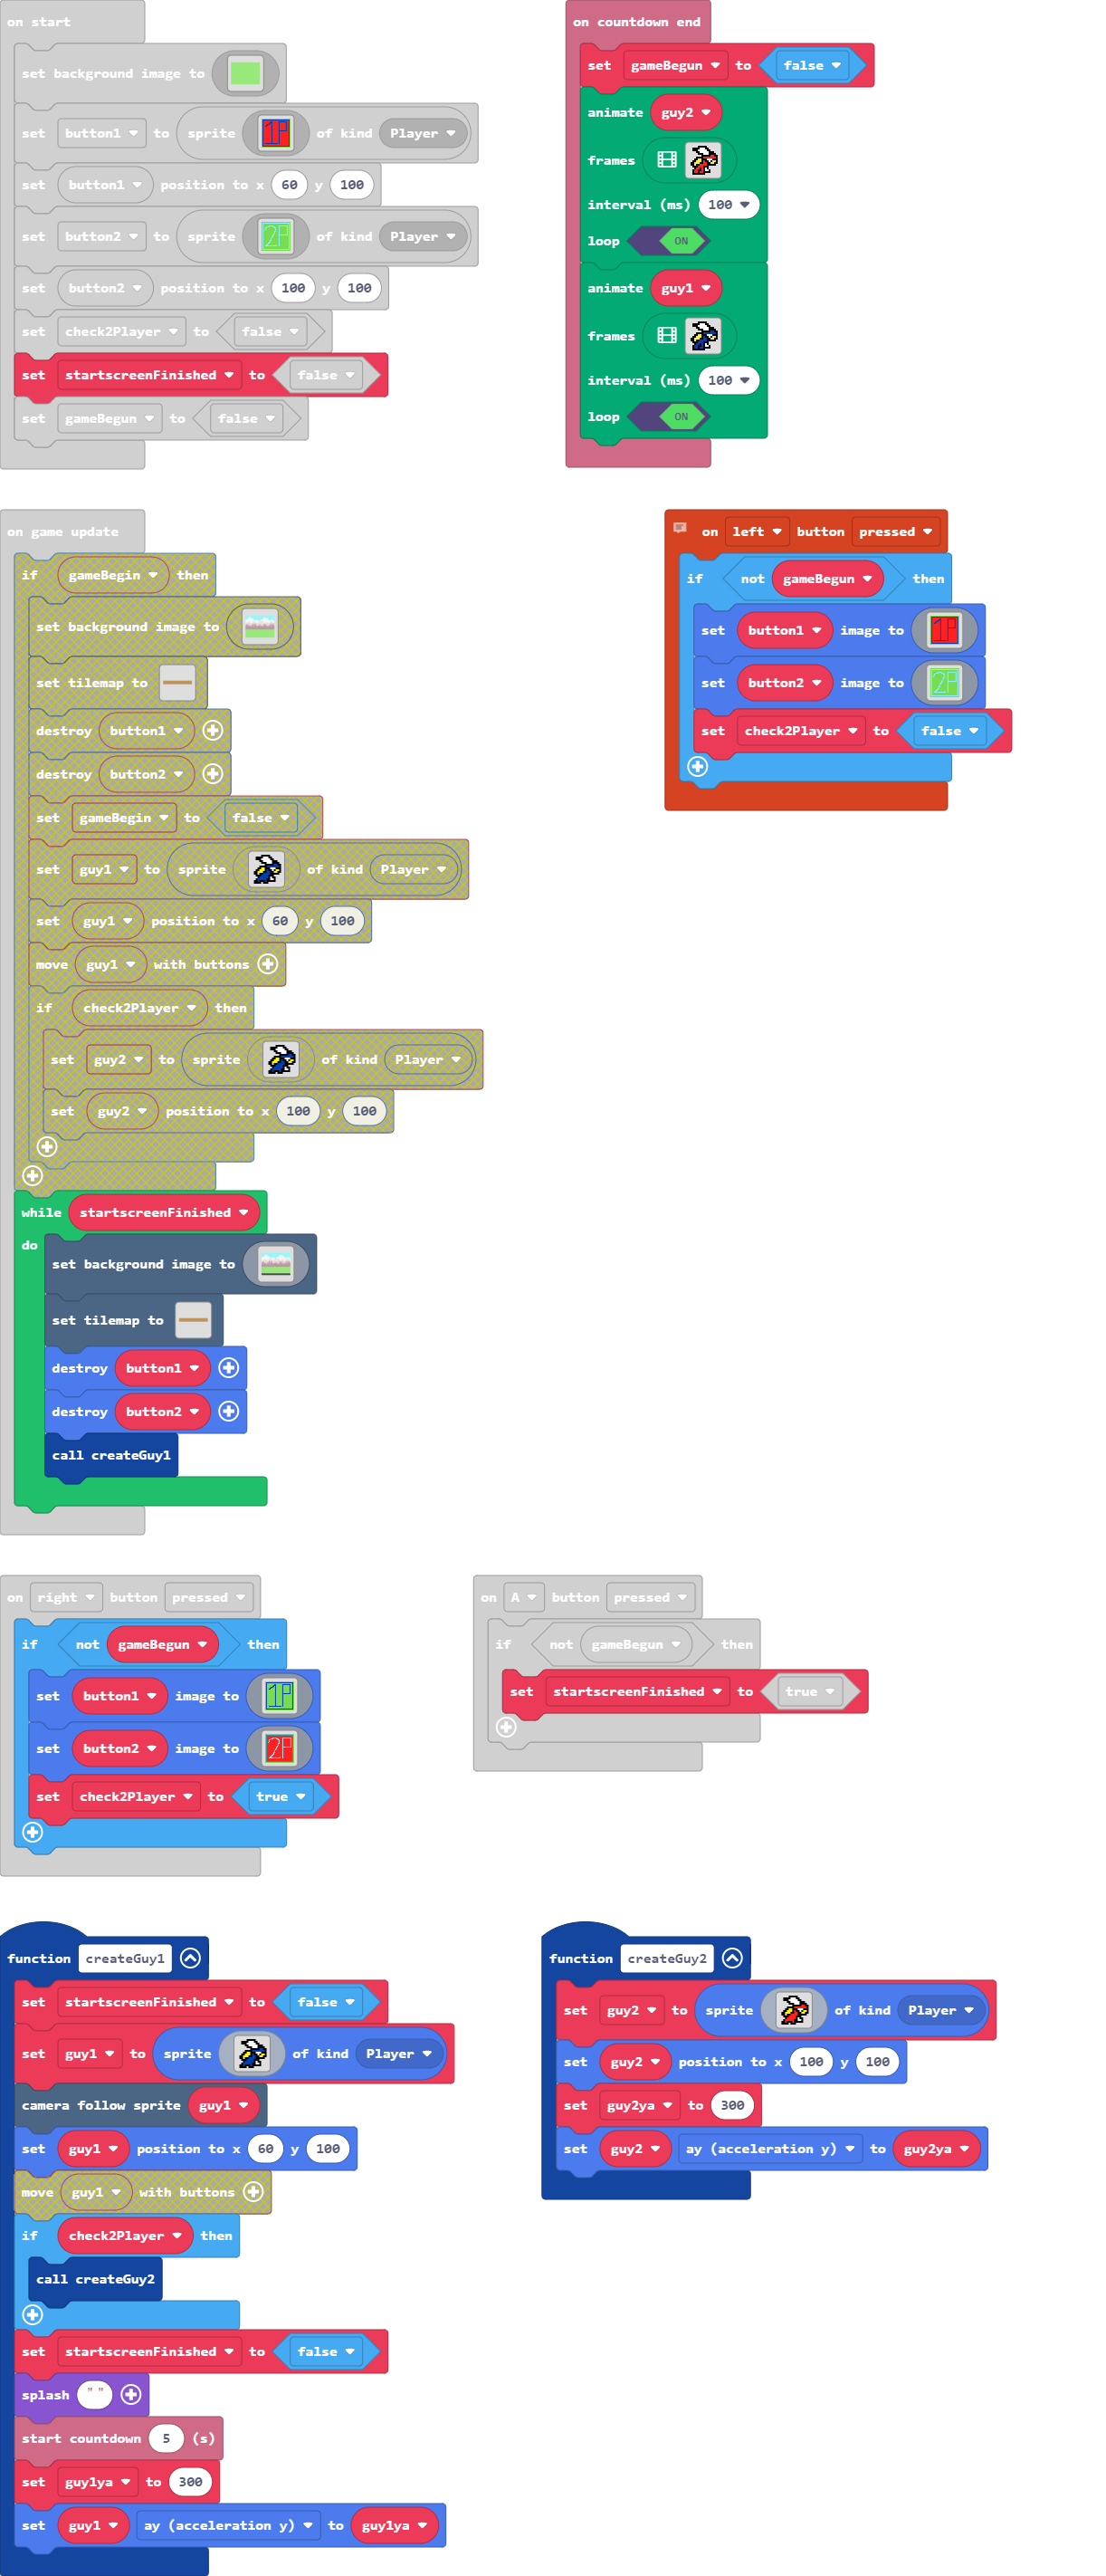 on start
set background image to
set button1 to sprite 1P of kind Player
set button1 position to x 60 y 100
set button2 to sprite 2P of kind Player
set button2 position to x 100 y 100
set check2Player to false
set startscreenFinished to false
set gameBegun to false
on countdown end
set gameBegun to false
animate guy2
frames
interval (ms) 100
loop ON
animate guy1
frames
interval (ms) 100
loop ON
on game update
if gameBegin then
set background image to
set tilemap to
destroy button1
destroy button2
set gameBegin to false
set guy1 to sprite of kind Player
set guy1 position to x 60 y 100
move guy1 with buttons
if check2Player then
set guy2 to sprite of kind Player
set guy2 position to x 100 y 100
while startscreenFinished
do
set background image to
set tilemap to
destroy button1
destroy button2
call createGuy1
on left button pressed
if not gameBegun then
set button1 image to 1P
set button2 image to 2P
set check2Player to false
on right button pressed
if not gameBegun then
set button1 image to 1P
set button2 image to 2P
set check2Player to true
on A button pressed
if not gameBegun then
set startscreenFinished to true
function createGuy1
set startscreenFinished to false
set guy1 to sprite of kind Player
camera follow sprite guy1
set guy1 position to x 60 y 100
move guy1 with buttons
if check2Player then
call createGuy2
set startscreenFinished to false
splash " "
start countdown 5 (s)
set guy1ya to 300
set guy1 ay (acceleration y) to guy1ya
function createGuy2
set guy2 to sprite of kind Player
set guy2 position to x 100 y 100
set guy2ya to 300
set guy2 ay (acceleration y) to guy2ya